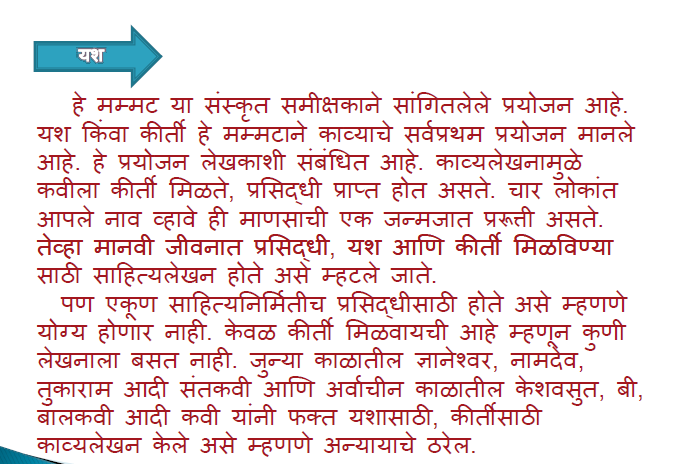 यश
हे मम्मट या संस्कृत समीक्षकाने सांगितलेले प्रयोजन आहे.
यश किंवा कीर्ती हे मम्मटाने काव्याचे सर्वप्रथम प्रयोजन मानले
आहे. हे प्रयोजन लेखकाशी संबंधित आहे. काव्यलेखनामुळे
कवीला कीर्ती मिळते, प्रसिद्धी प्राप्त होत असते. चार लोकांत
आपले नाव व्हावे ही माणसाची एक जन्मजात प्ररूत्ती असते.
तेव्हा मानवी जीवनात प्रसिद्धी, यश आणि कीर्ती मिळविण्या
साठी साहित्यलेखन होते असे म्हटले जाते.
पण एकूण साहित्यनिर्मितीच प्रसिद्धीसाठी होते असे म्हणणे
योग्य होणार नाही. केवळ कीर्ती मिळवायची आहे म्हणून कुणी
लेखनाला बसत नाही. जुन्या काळातील ज्ञानेश्वर, नामदेव,
तुकाराम आदी संतकवी आणि अर्वाचीन काळातील केशवसुत, बी,
बालकवी आदी कवी यांनी फक्त यशासाठी, कीर्तीसाठी
काव्यलेखन केले असे म्हणणे अन्यायाचे ठरेल.